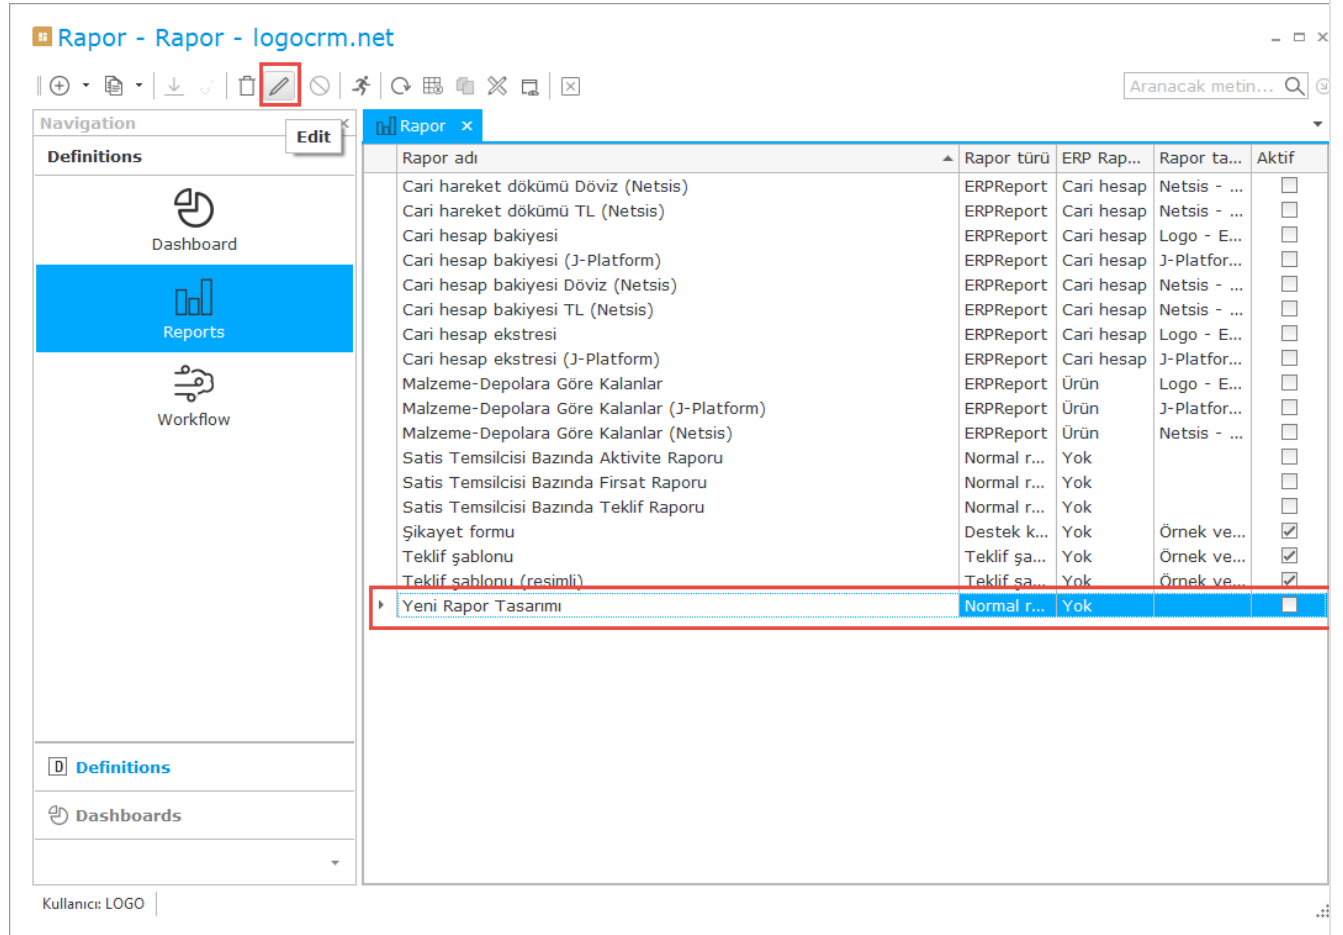 Rapor - Rapor - logocrm.net
Aranacak metin...
Navigation
Edit
Definitions
Dashboard
Reports
Workflow
Definitions
Dashboards
Rapor
Rapor adı Rapor türü ERP Rap... Rapor ta... Aktif
Cari hareket dökümü Döviz (Netsis) ERPReport Cari hesap Netsis - ...
Cari hareket dökümü TL (Netsis) ERPReport Cari hesap Netsis - ...
Cari hesap bakiyesi ERPReport Cari hesap Logo - E...
Cari hesap bakiyesi (J-Platform) ERPReport Cari hesap J-Platfor...
Cari hesap bakiyesi Döviz (Netsis) ERPReport Cari hesap Netsis - ...
Cari hesap bakiyesi TL (Netsis) ERPReport Cari hesap Netsis - ...
Cari hesap ekstresi ERPReport Cari hesap Logo - E...
Cari hesap ekstresi (J-Platform) ERPReport Cari hesap J-Platfor...
Malzeme-Depolara Göre Kalanlar ERPReport Ürün Logo - E...
Malzeme-Depolara Göre Kalanlar (J-Platform) ERPReport Ürün J-Platfor...
Malzeme-Depolara Göre Kalanlar (Netsis) ERPReport Ürün Netsis - ...
Satis Temsilcisi Bazında Aktivite Raporu Normal r... Yok
Satis Temsilcisi Bazında Firsat Raporu Normal r... Yok
Satis Temsilcisi Bazında Teklif Raporu Normal r... Yok
Şikayet formu Destek k... Yok Örnek ve...
Teklif şablonu Teklif şa... Yok Örnek ve...
Teklif şablonu (resimli) Teklif şa... Yok Örnek ve...
Yeni Rapor Tasarımı Normal r... Yok
Kullanıcı: LOGO